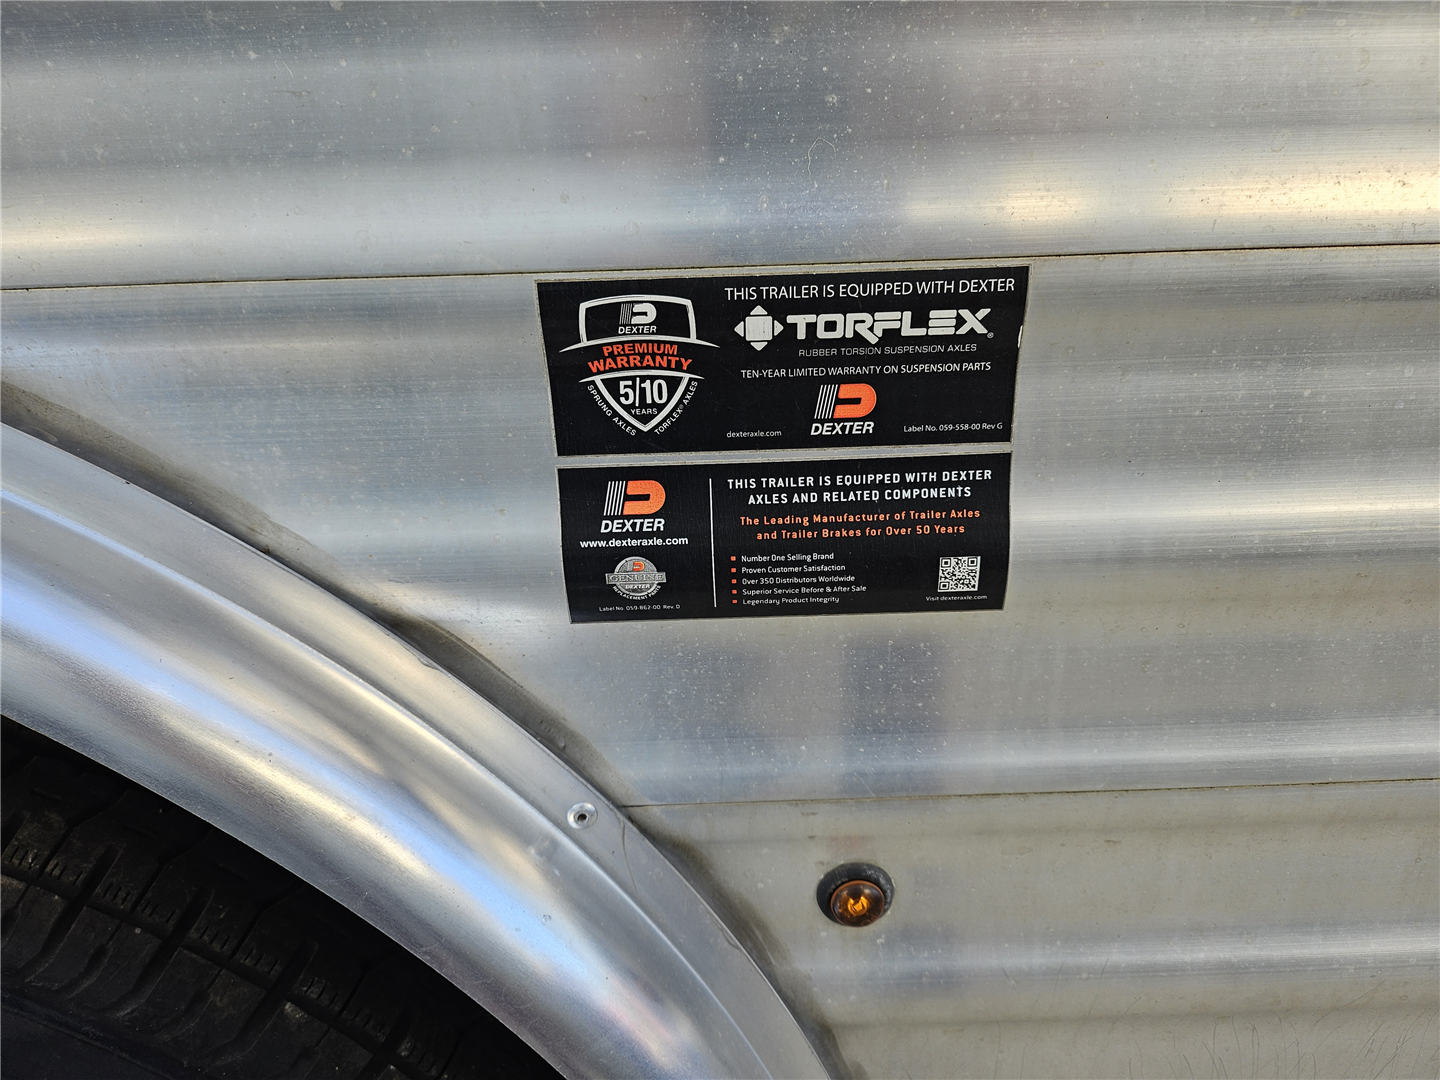 DEXTER
PREMIUM
WARRANTY
5/10
YEARS
SPRUNG AXLES
TORFLEX® AXLES
THIS TRAILER IS EQUIPPED WITH DEXTER
TORFLEX®
RUBBER TORSION SUSPENSION AXLES
TEN-YEAR LIMITED WARRANTY ON SUSPENSION PARTS
DEXTER
dexteraxle.com
Label No. 059-558-00 Rev G
DEXTER
www.dexteraxle.com
GENUINE
DEXTER
REPLACEMENT PARTS
Label No. 059-862-00 Rev. D
THIS TRAILER IS EQUIPPED WITH DEXTER
AXLES AND RELATED COMPONENTS
The Leading Manufacturer of Trailer Axles
and Trailer Brakes for Over 50 Years
Number One Selling Brand
Proven Customer Satisfaction
Over 350 Distributors Worldwide
Superior Service Before & After Sale
Legendary Product Integrity
Visit dexteraxle.com